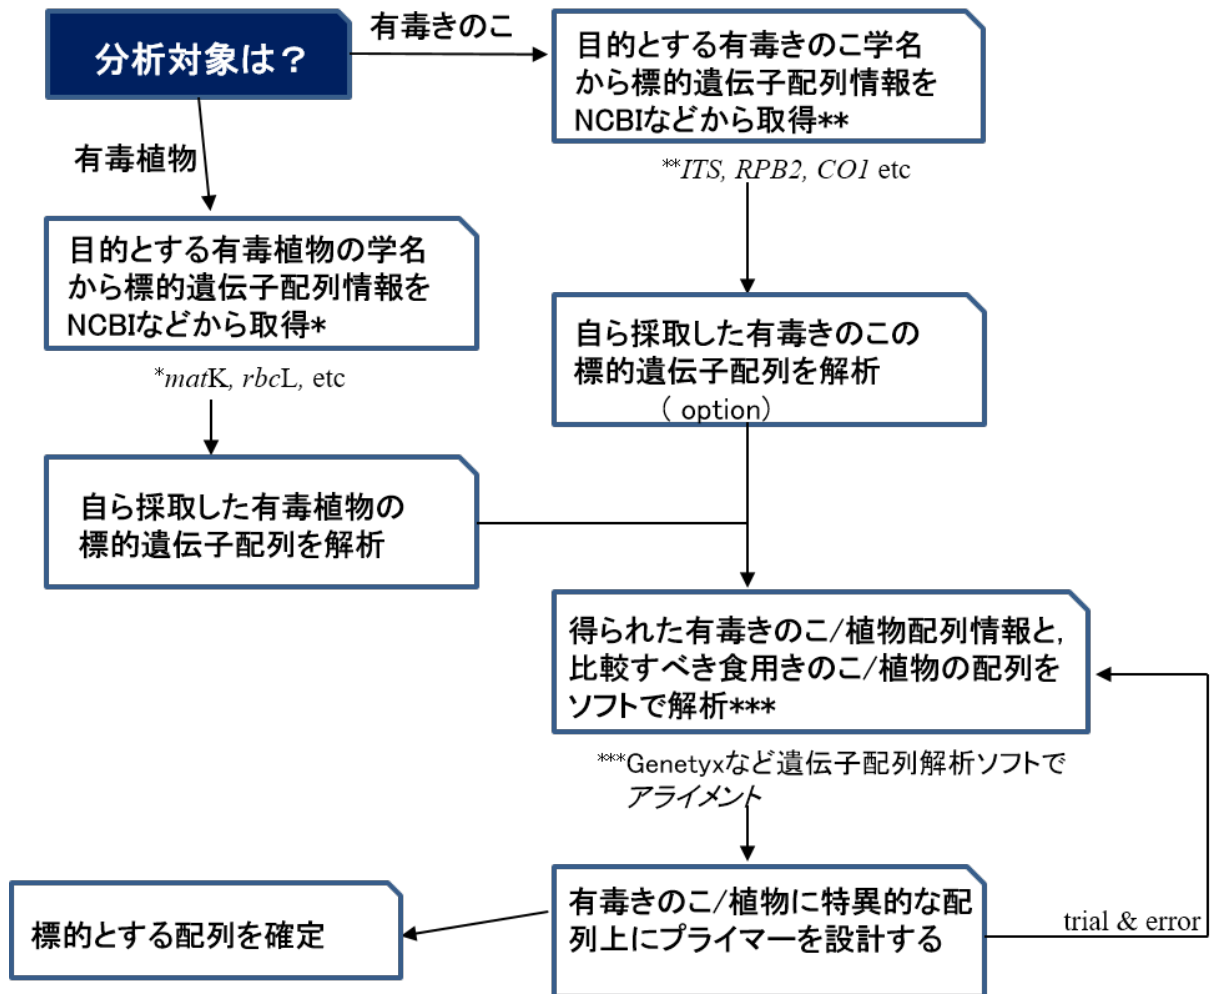 分析対象は？
有毒きのこ
目的とする有毒きのこ学名
から標的遺伝子配列情報を
NCBIなどから取得**
**ITS, RPB2, CO1 etc
有毒植物
目的とする有毒植物の学名
から標的遺伝子配列情報を
NCBIなどから取得*
*matK, rbcL, etc
自ら採取した有毒きのこの
標的遺伝子配列を解析
( option)
自ら採取した有毒植物の
標的遺伝子配列を解析
得られた有毒きのこ/植物配列情報と,
比較すべき食用きのこ/植物の配列を
ソフトで解析***
***Genetyxなど遺伝子配列解析ソフトで
アライメント
有毒きのこ/植物に特異的な配
列上にプライマーを設計する
trial & error
標的とする配列を確定